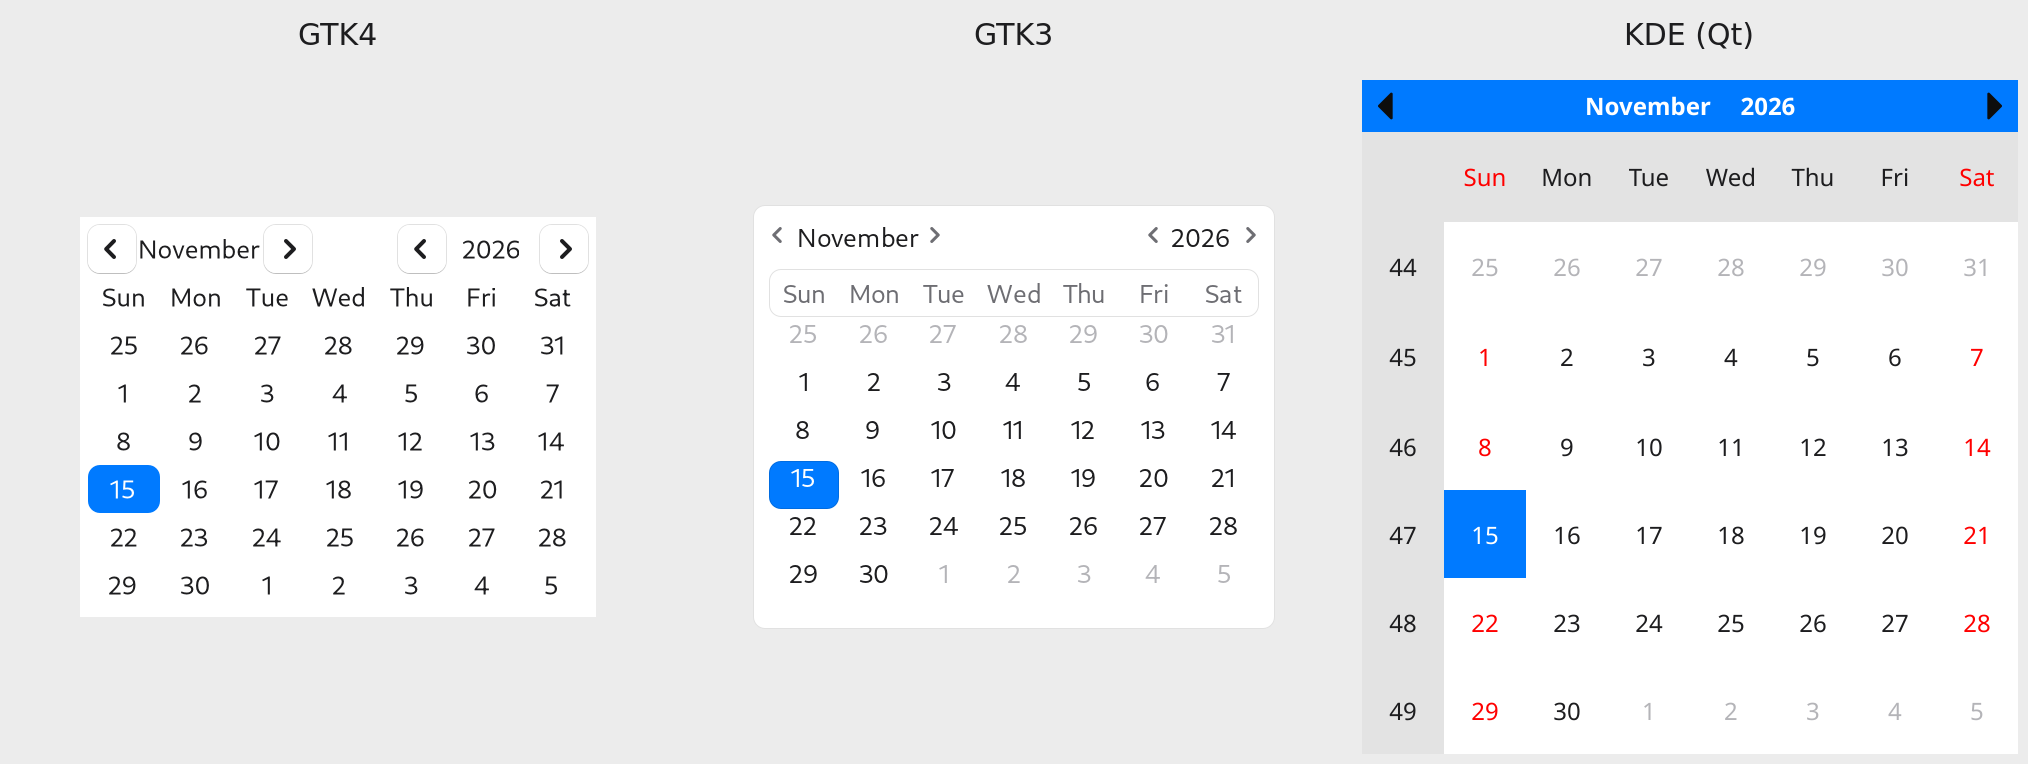 GTK4
November 2026
Sun Mon Tue Wed Thu Fri Sat
25 26 27 28 29 30 31
1 2 3 4 5 6 7
8 9 10 11 12 13 14
15 16 17 18 19 20 21
22 23 24 25 26 27 28
29 30 1 2 3 4 5
GTK3
November 2026
Sun Mon Tue Wed Thu Fri Sat
25 26 27 28 29 30 31
1 2 3 4 5 6 7
8 9 10 11 12 13 14
15 16 17 18 19 20 21
22 23 24 25 26 27 28
29 30 1 2 3 4 5
KDE (Qt)
November 2026
Sun Mon Tue Wed Thu Fri Sat
44 25 26 27 28 29 30 31
45 1 2 3 4 5 6 7
46 8 9 10 11 12 13 14
47 15 16 17 18 19 20 21
48 22 23 24 25 26 27 28
49 29 30 1 2 3 4 5